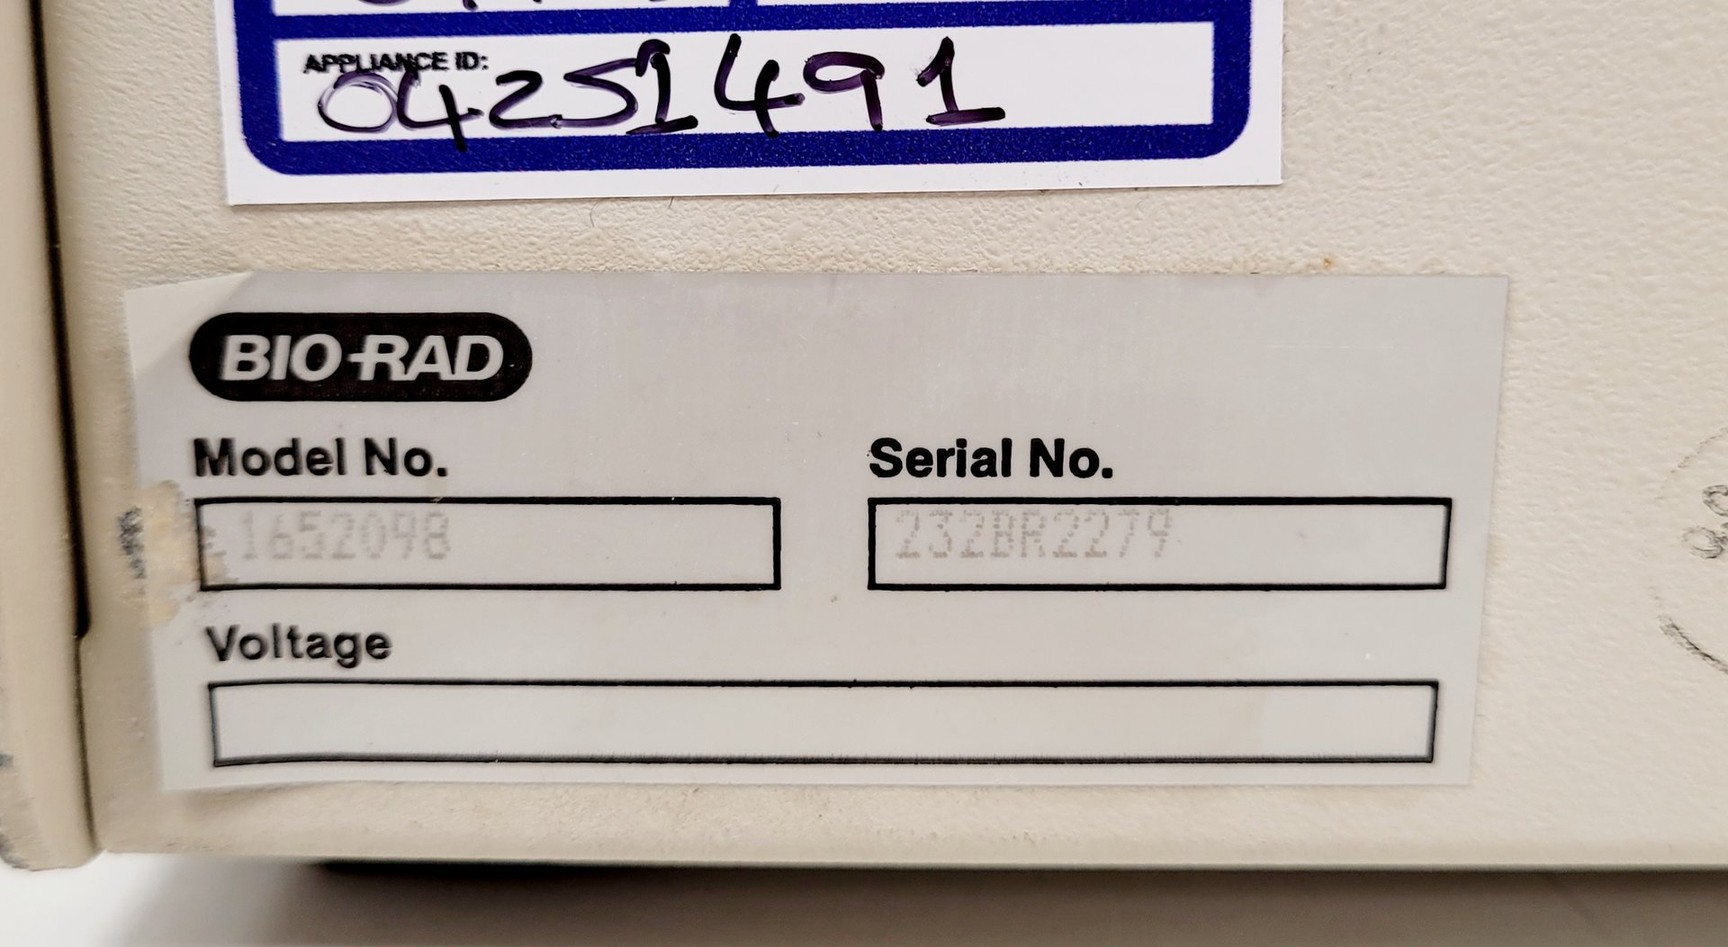 APPLIANCE ID:
04251491
BIO-RAD
Model No.
Serial No.
1652098
232BR2279
Voltage